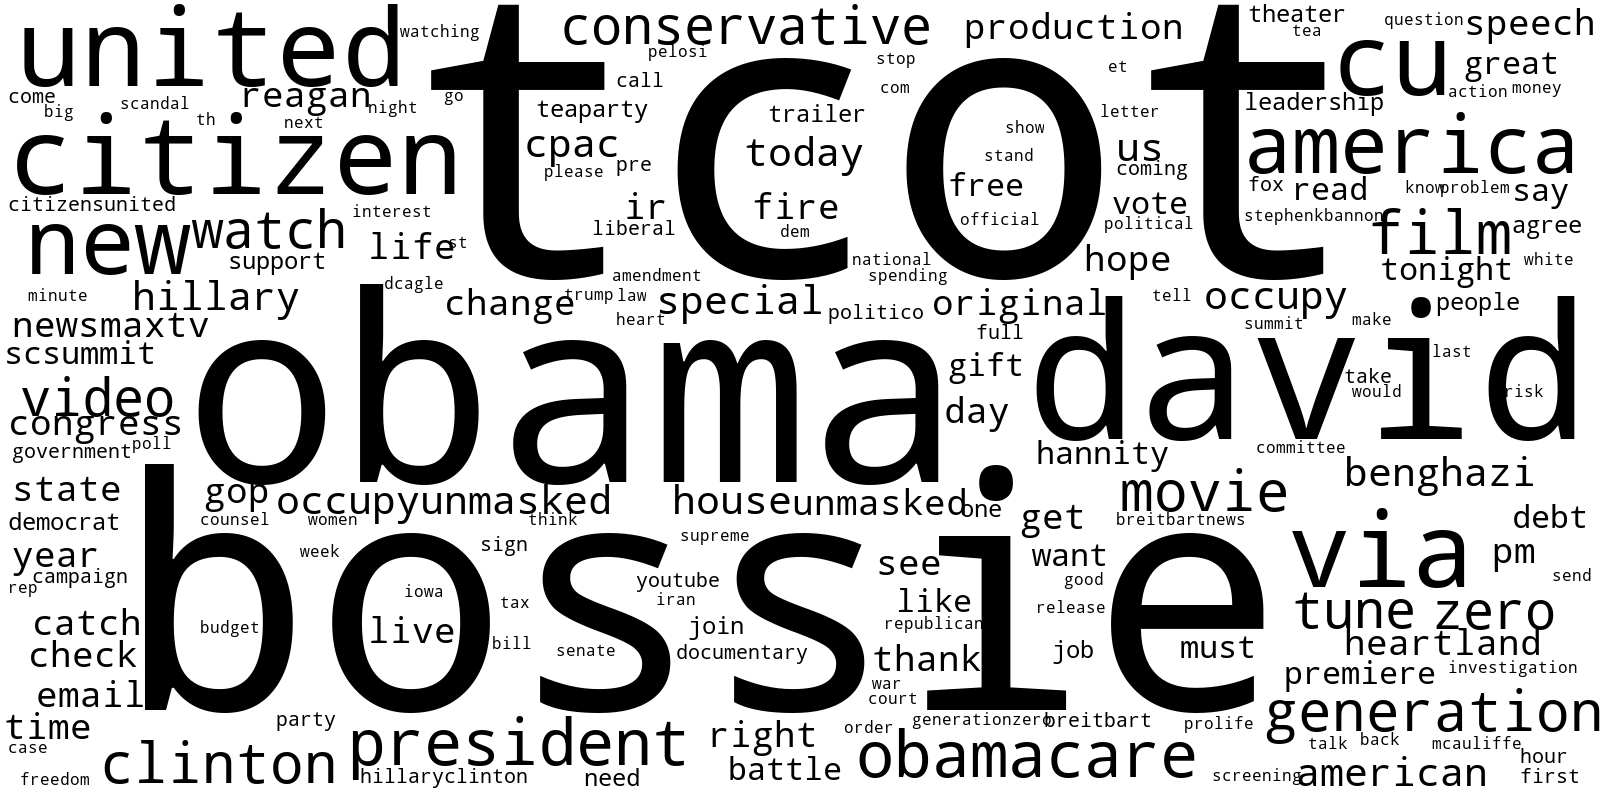 united
watching
tcot
conservative
production
theater
tea
question
speech
pelosi
stop
cu
great
come
big
scandal
reagan
night
go
call
com
et
action
money
th
next
teaparty
trailer
letter
leadership
citizen
cpac
show
us
america
please
pre
today
stand
coming
free
fox
read
know
problem
say
citizensunited
interest
ir
fire
official
vote
stephenkbannon
new
watch
life
st
liberal
dem
political
film
agree
support
national
hope
tonight
white
dcagle
amendment
spending
minute
hillary
change
trump
law
special
original
tell
occupy
people
newsmaxtv
heart
politico
summit
make
scsummit
obama
full
david
last
gift
take
would
risk
video
congress
day
government
poll
hannity
committee
benghazi
state
gop
occupyunmasked
house
unmasked
one
movie
democrat
counsel
women
think
get
breitbartnews
debt
year
week
sign
supreme
bossie
see
want
via
pm
campaign
rep
iowa
tax
youtube
iran
good
send
like
release
tune
zero
catch
budget
live
bill
join
republican
check
senate
documentary
thank
job
must
heartland
email
war
court
premiere
investigation
time
party
president
right
order
generationzero
breitbart
prolife
generation
case
clinton
battle
obamacare
talk
back
mcauliffe
hour
freedom
hillaryclinton
need
screening
american
first